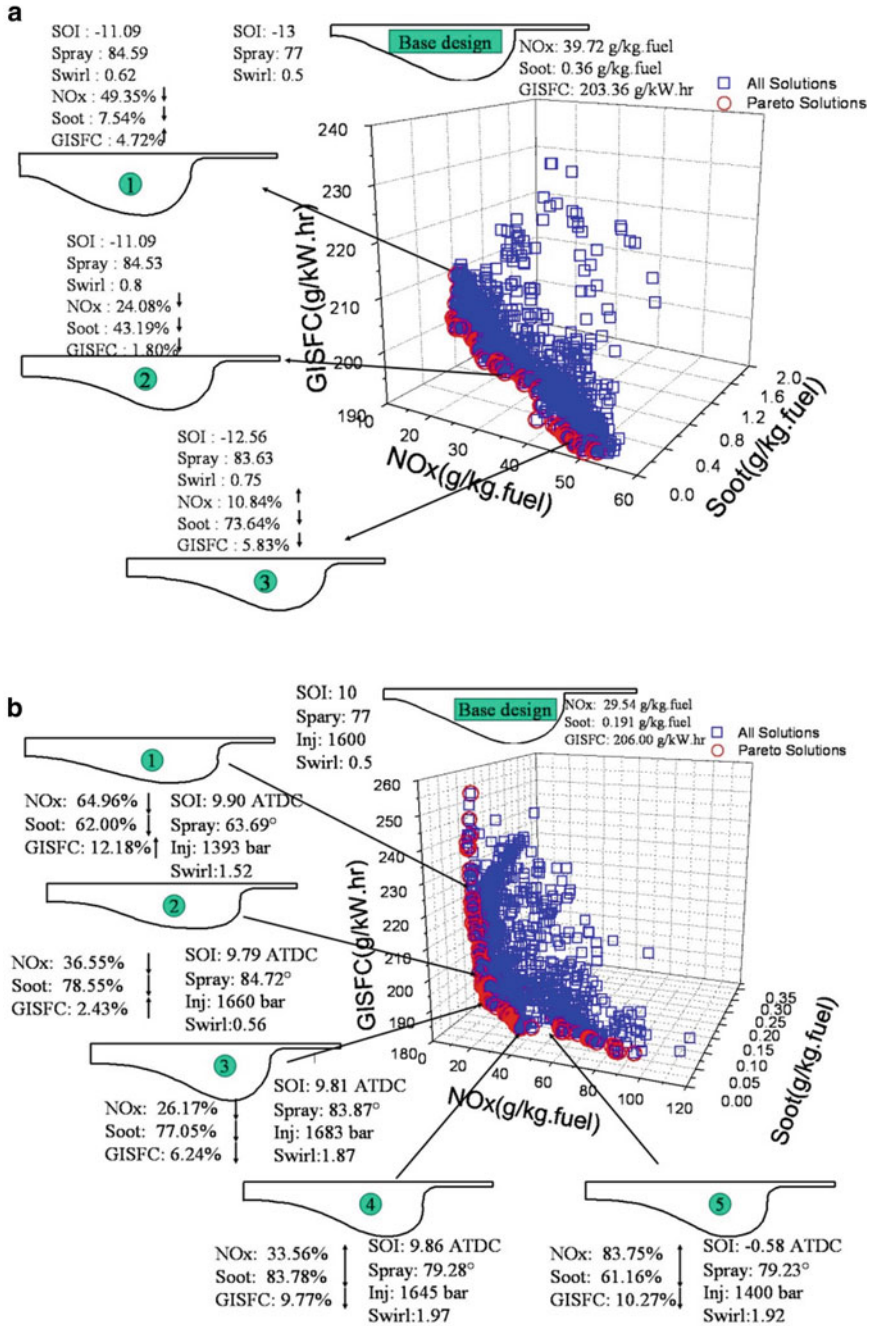 a
SOI : -11.09
Spray : 84.59
Swirl : 0.62
NOx : 49.35% ↓
Soot : 7.54% ↓
GISFC : 4.72% ↑
1
SOI: -13
Spray: 77
Swirl: 0.5
Base design
NOx: 39.72 g/kg.fuel
Soot: 0.36 g/kg.fuel
GISFC: 203.36 g/kW.hr
All Solutions
Pareto Solutions
SOI : -11.09
Spray : 84.53
Swirl : 0.8
NOx : 24.08% ↓
Soot : 43.19% ↓
GISFC : 1.80% ↓
2
SOI : -12.56
Spray : 83.63
Swirl : 0.75
NOx : 10.84% ↑
Soot : 73.64% ↓
GISFC : 5.83% ↓
3
GISFC(g/kW.hr)
240
230
220
210
200
190
NOx(g/kg.fuel)
10
20
30
40
50
60
Soot(g/kg.fuel)
0.0
0.4
0.8
1.2
1.6
2.0
b
SOI: 10
Spary: 77
Inj: 1600
Swirl: 0.5
Base design
NOx: 29.54 g/kg.fuel
Soot: 0.191 g/kg.fuel
GISFC: 206.00 g/kW.hr
All Solutions
Pareto Solutions
1
NOx: 64.96% ↓
Soot: 62.00% ↓
GISFC: 12.18% ↑
SOI: 9.90 ATDC
Spray: 63.69°
Inj: 1393 bar
Swirl:1.52
2
NOx: 36.55% ↓
Soot: 78.55% ↓
GISFC: 2.43% ↑
SOI: 9.79 ATDC
Spray: 84.72°
Inj: 1660 bar
Swirl:0.56
3
NOx: 26.17% ↓
Soot: 77.05% ↓
GISFC: 6.24% ↓
SOI: 9.81 ATDC
Spray: 83.87°
Inj: 1683 bar
Swirl:1.87
GISFC(g/kW.hr)
260
250
240
230
220
210
200
190
180
NOx(g/kg.fuel)
0
20
40
60
80
100
120
Soot(g/kg.fuel)
0.00
0.05
0.10
0.15
0.20
0.25
0.30
0.35
4
NOx: 33.56% ↑
Soot: 83.78% ↓
GISFC: 9.77% ↓
SOI: 9.86 ATDC
Spray: 79.28°
Inj: 1645 bar
Swirl:1.97
5
NOx: 83.75% ↑
Soot: 61.16% ↓
GISFC: 10.27% ↓
SOI: -0.58 ATDC
Spray: 79.23°
Inj: 1400 bar
Swirl:1.92